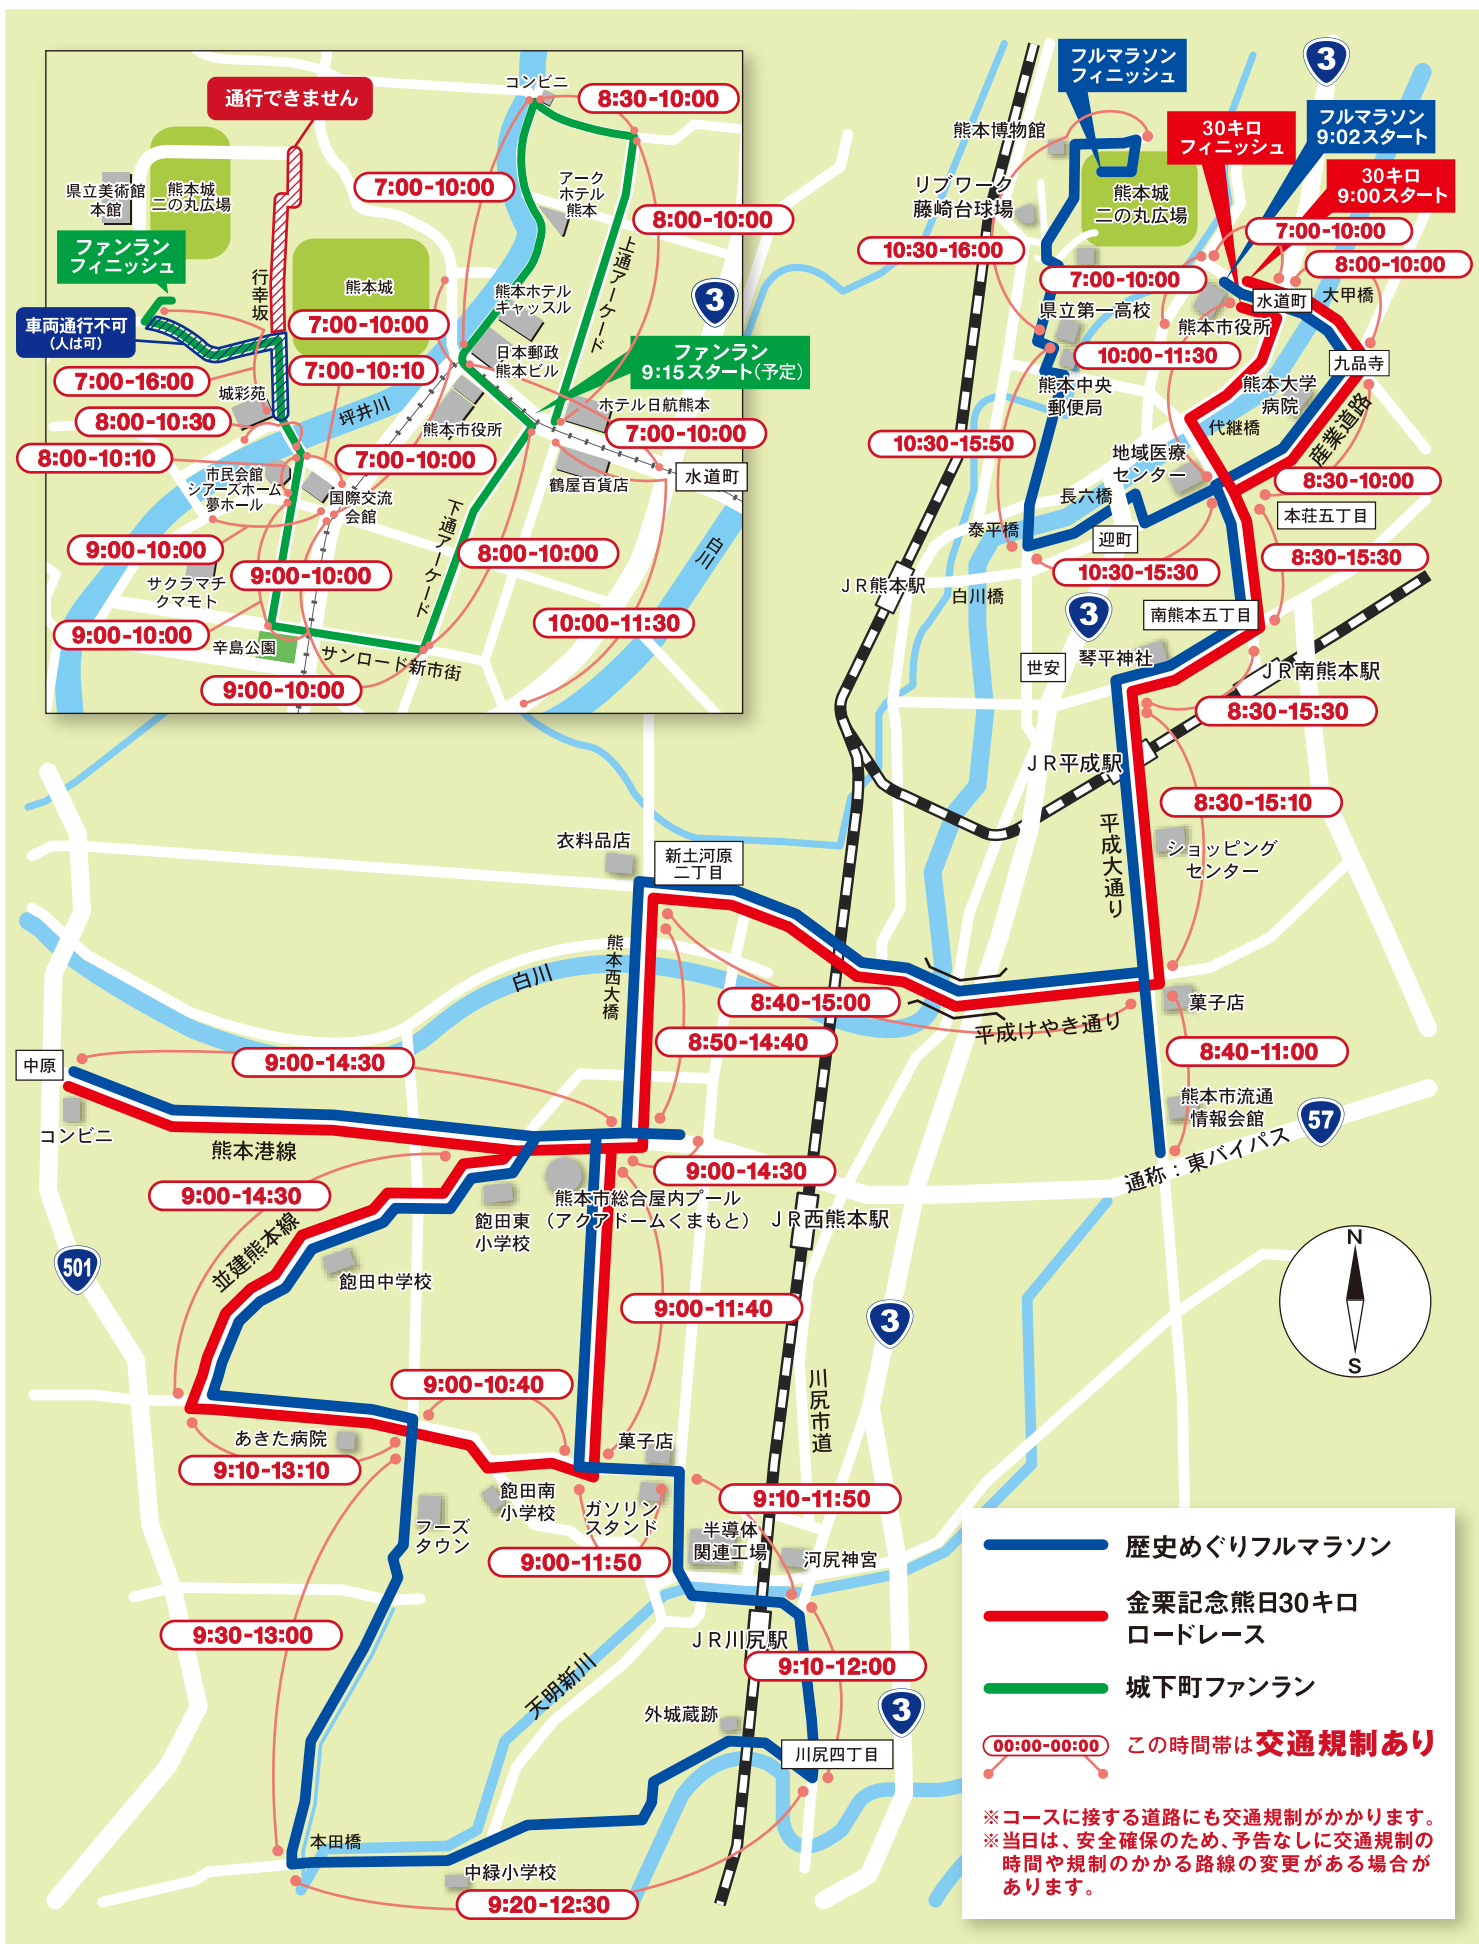 通行できません
コンビニ
8:30-10:00
県立美術館
本館
熊本城
二の丸広場
7:00-10:00
アーク
ホテル
熊本
8:00-10:00
ファンラン
フィニッシュ
行幸坂
熊本城
上通アーケード
熊本ホテル
キャッスル
3
車両通行不可
(人は可)
7:00-10:00
日本郵政
熊本ビル
ファンラン
9:15スタート(予定)
7:00-16:00
7:00-10:10
城彩苑
坪井川
8:00-10:30
熊本市役所
ホテル日航熊本
7:00-10:00
8:00-10:10
7:00-10:00
市民会館
シアーズホーム
夢ホール
国際交流
会館
鶴屋百貨店
水道町
下通アーケード
9:00-10:00
8:00-10:00
白川
サクラマチ
クマモト
9:00-10:00
9:00-10:00
10:00-11:30
辛島公園
サンロード新市街
9:00-10:00
フルマラソン
フィニッシュ
3
熊本博物館
30キロ
フィニッシュ
フルマラソン
9:02スタート
30キロ
9:00スタート
リブワーク
藤崎台球場
熊本城
二の丸広場
7:00-10:00
10:30-16:00
8:00-10:00
7:00-10:00
水道町
大甲橋
県立第一高校
熊本市役所
10:00-11:30
九品寺
熊本中央
郵便局
熊本大学
病院
産業道路
代継橋
10:30-15:50
地域医療
センター
8:30-10:00
長六橋
本荘五丁目
泰平橋
迎町
8:30-15:30
10:30-15:30
JR熊本駅
白川橋
3
南熊本五丁目
世安
琴平神社
JR南熊本駅
8:30-15:30
JR平成駅
8:30-15:10
平成大通り
ショッピング
センター
衣料品店
新土河原
二丁目
熊本西大橋
白川
8:40-15:00
菓子店
平成けやき通り
8:50-14:40
8:40-11:00
中原
9:00-14:30
熊本市流通
情報会館
57
コンビニ
熊本港線
通称：東バイパス
9:00-14:30
9:00-14:30
熊本市総合屋内プール
(アクアドームくまもと)
飽田東
小学校
JR西熊本駅
並建熊本線
501
飽田中学校
N
S
9:00-11:40
3
9:00-10:40
川尻市道
あきた病院
菓子店
9:10-13:10
飽田南
小学校
ガソリン
スタンド
9:10-11:50
フーズ
タウン
半導体
関連工場
河尻神宮
9:00-11:50
9:30-13:00
JR川尻駅
9:10-12:00
天明新川
外城蔵跡
3
川尻四丁目
本田橋
中緑小学校
9:20-12:30
歴史めぐりフルマラソン
金栗記念熊日30キロ
ロードレース
城下町ファンラン
00:00-00:00
この時間帯は交通規制あり
※コースに接する道路にも交通規制がかかります。
※当日は、安全確保のため、予告なしに交通規制の
時間や規制のかかる路線の変更がある場合が
あります。